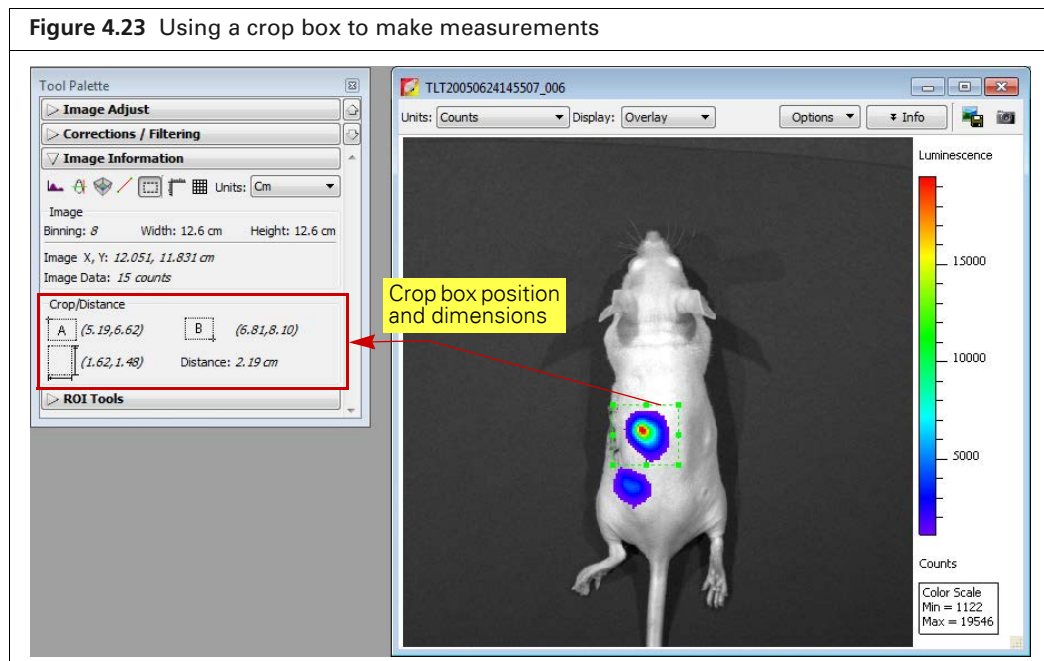 Figure 4.23 Using a crop box to make measurements
Tool Palette
Image Adjust
Corrections / Filtering
Image Information
Units: Cm
Image
Binning: 8 Width: 12.6 cm Height: 12.6 cm
Image X, Y: 12.051, 11.831 cm
Image Data: 15 counts
Crop/Distance
A (5.19,6.62) B (6.81,8.10)
(1.62,1.48) Distance: 2.19 cm
ROI Tools
Crop box position
and dimensions
TLT20050624145507_006
Units: Counts Display: Overlay Options Info
Luminescence
15000
10000
5000
Counts
Color Scale
Min = 1122
Max = 19546